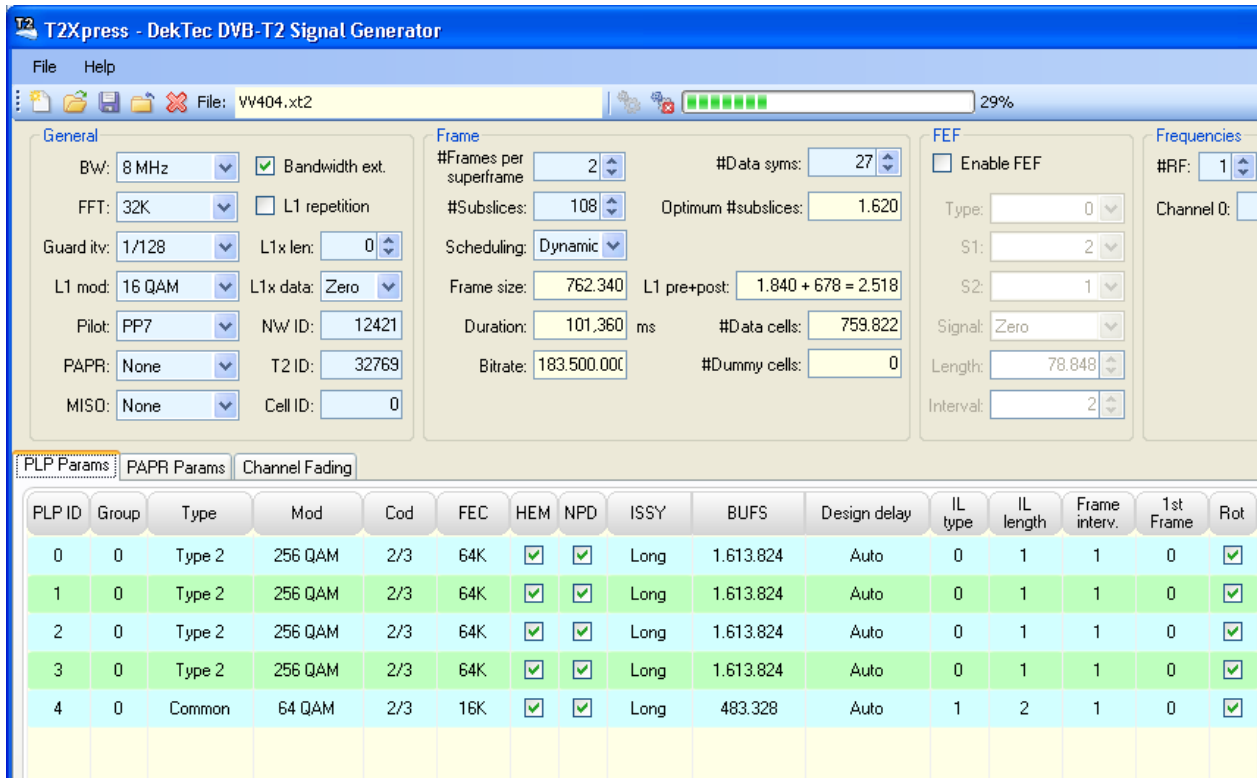 T2Xpress - DekTec DVB-T2 Signal Generator
File Help
File: VV404.xt2 29%
General Frame FEF Frequencies
BW: 8 MHz Bandwidth ext. #Frames per superframe 2 #Data syms: 27 Enable FEF #RF: 1
FFT: 32K L1 repetition #Subslices: 108 Optimum #subslices: 1.620 Type: 0 Channel 0:
Guard itv: 1/128 L1x len: 0 Scheduling: Dynamic S1: 2
L1 mod: 16 QAM L1x data: Zero Frame size: 762.340 L1 pre+post: 1.840 + 678 = 2.518 S2: 1
Pilot: PP7 NW ID: 12421 Duration: 101,360 ms #Data cells: 759.822 Signal: Zero
PAPR: None T2 ID: 32769 Bitrate: 183.500.000 #Dummy cells: 0 Length: 78.848
MISO: None Cell ID: 0 Interval: 2
PLP Params PAPR Params Channel Fading
PLP ID Group Type Mod Cod FEC HEM NPD ISSY BUFS Design delay IL type IL length Frame interv. 1st Frame Rot
0 0 Type 2 256 QAM 2/3 64K Long 1.613.824 Auto 0 1 1 0
1 0 Type 2 256 QAM 2/3 64K Long 1.613.824 Auto 0 1 1 0
2 0 Type 2 256 QAM 2/3 64K Long 1.613.824 Auto 0 1 1 0
3 0 Type 2 256 QAM 2/3 64K Long 1.613.824 Auto 0 1 1 0
4 0 Common 64 QAM 2/3 16K Long 483.328 Auto 1 2 1 0